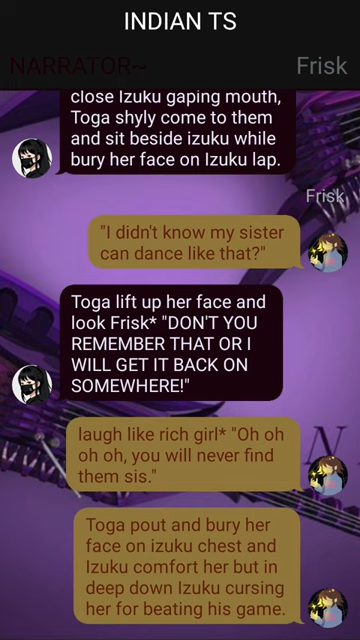 INDIAN TS
NARRATOR~
Frisk
close Izuku gaping mouth,
Toga shyly come to them
and sit beside izuku while
bury her face on Izuku lap.
Frisk
"I didn't know my sister
can dance like that?"
Toga lift up her face and
look Frisk* "DON'T YOU
REMEMBER THAT OR I
WILL GET IT BACK ON
SOMEWHERE!"
laugh like rich girl* "Oh oh
oh oh, you will never find
them sis."
N
Toga pout and bury her
face on izuku chest and
Izuku comfort her but in
deep down Izuku cursing
her for beating his game.